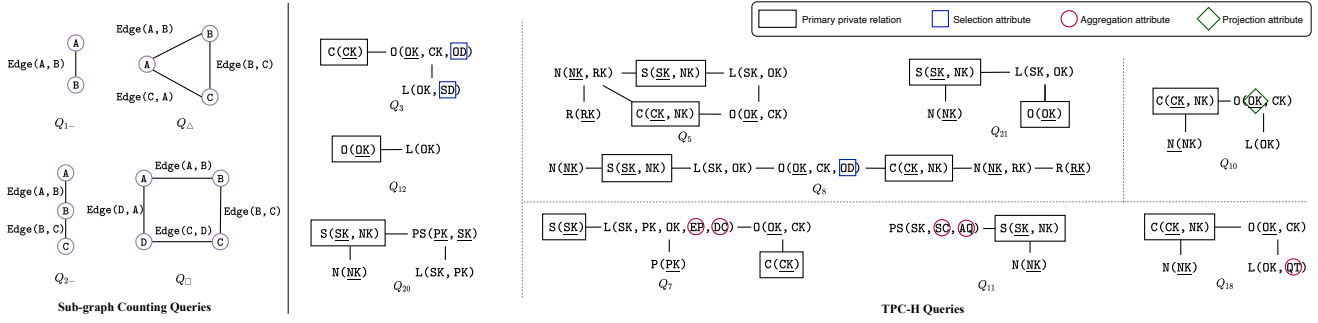 Primary private relation Selection attribute Aggregation attribute Projection attribute
A
Edge(A, B)
B
Q1−
Edge(A, B)
B
A
Edge(B, C)
Edge(C, A)
C
Q△
A
Edge(A, B)
B
Edge(B, C)
C
Q2−
Edge(A, B)
A B
Edge(D, A) Edge(B, C)
Edge(C, D)
D C
Q□
Sub-graph Counting Queries
C(CK) O(OK, CK, OD)
L(OK, SD)
Q3
O(OK) L(OK)
Q12
S(SK, NK) PS(PK, SK)
N(NK) L(SK, PK)
Q20
N(NK, RK) S(SK, NK) L(SK, OK)
R(RK) C(CK, NK) O(OK, CK)
Q5
S(SK, NK) L(SK, OK)
N(NK) O(OK)
Q21
N(NK) S(SK, NK) L(SK, OK) O(OK, CK, OD) C(CK, NK) N(NK, RK) R(RK)
Q8
C(CK, NK) O(OK, CK)
N(NK) L(OK)
Q10
S(SK) L(SK, PK, OK, EP, DC) O(OK, CK)
P(PK) C(CK)
Q7
PS(SK, SC, AQ) S(SK, NK)
N(NK)
Q11
C(CK, NK) O(OK, CK)
N(NK) L(OK, QT)
Q18
TPC-H Queries